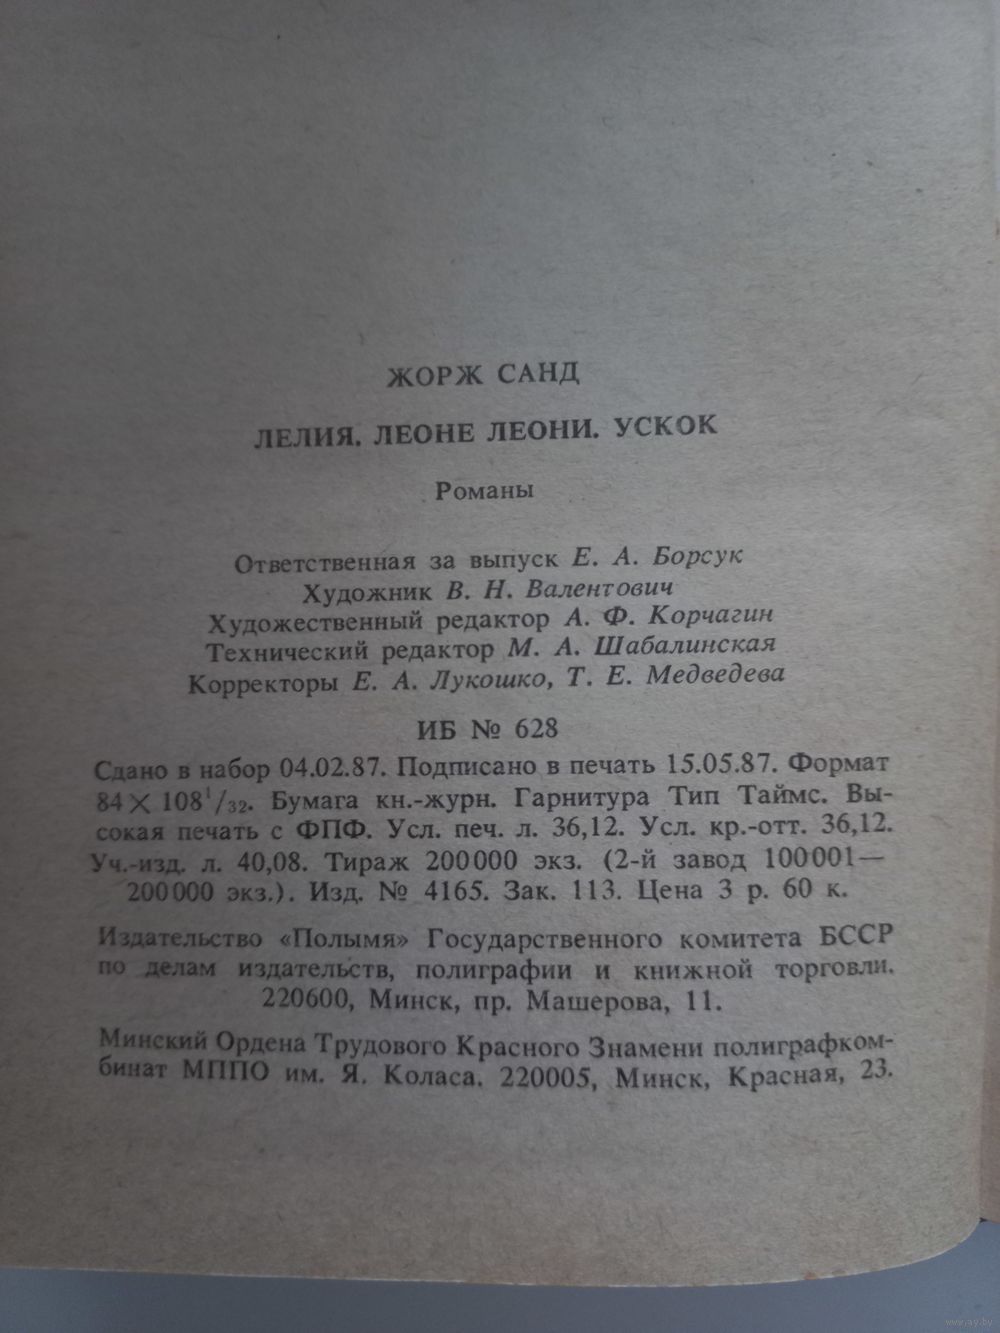 ЖОРЖ САНД
ЛЕЛИЯ. ЛЕОНЕ ЛЕОНИ. УСКОК
Романы
Ответственная за выпуск Е. А. Борсук
Художник В. Н. Валентович
Художественный редактор А. Ф. Корчагин
Технический редактор М. А. Шабалинская
Корректоры Е. А. Лукошко, Т. Е. Медведева
ИБ № 628
Сдано в набор 04.02.87. Подписано в печать 15.05.87. Формат
84×108¹/₃₂. Бумага кн.-журн. Гарнитура Тип Таймс. Вы-
сокая печать с ФПФ. Усл. печ. л. 36,12. Усл. кр.-отт. 36,12.
Уч.-изд. л. 40,08. Тираж 200000 экз. (2-й завод 100001—
200000 экз.). Изд. № 4165. Зак. 113. Цена 3 р. 60 к.
Издательство «Полымя» Государственного комитета БССР
по делам издательств, полиграфии и книжной торговли.
220600, Минск, пр. Машерова, 11.
Минский Ордена Трудового Красного Знамени полиграфком-
бинат МППО им. Я. Коласа. 220005, Минск, Красная, 23.
www.ay.by